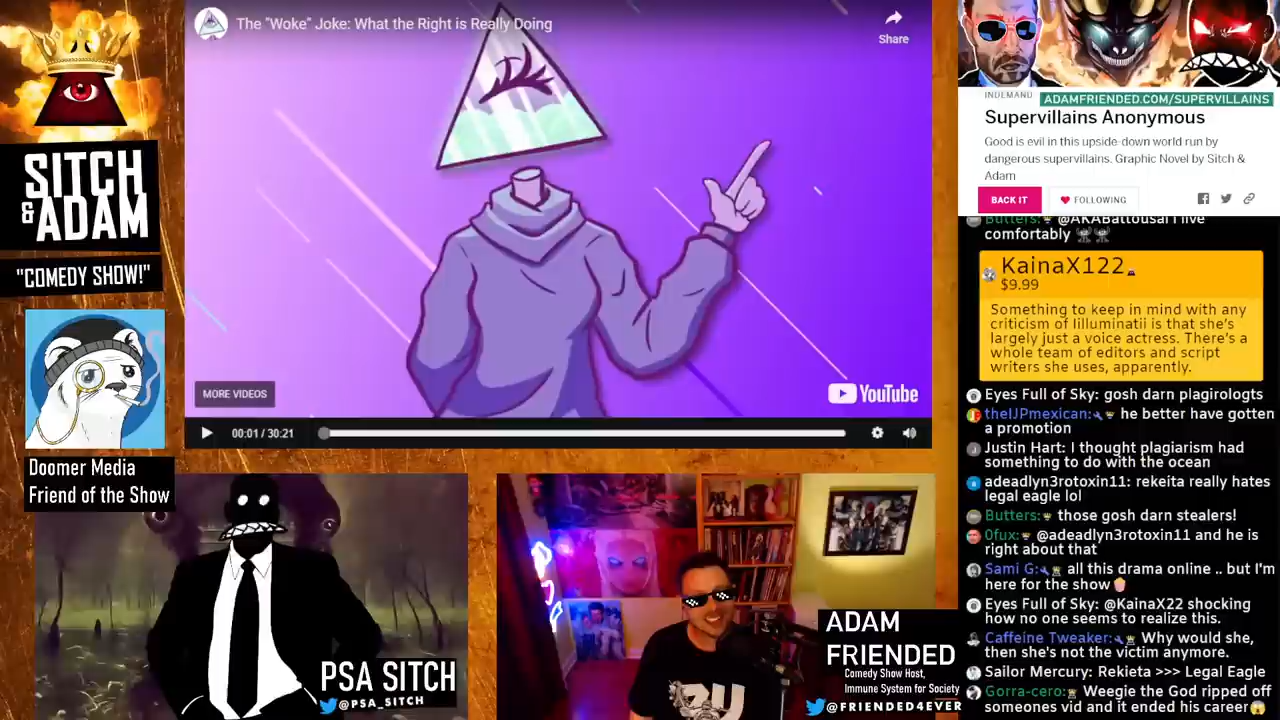 The "Woke" Joke: What the Right is Really Doing
Share
MORE VIDEOS
YouTube
00:01 / 30:21
SITCH
& ADAM
"COMEDY SHOW!"
Doomer Media
Friend of the Show
PSA SITCH
@PSA_SITCH
ADAM
FRIENDED
Comedy Show Host,
Immune System for Society
@FRIENDED4EVER
INDEMAND
ADAMFRIENDED.COM/SUPERVILLAINS
Supervillains Anonymous
Good is evil in this upside-down world run by
dangerous supervillains. Graphic Novel by Sitch &
Adam
BACK IT
FOLLOWING
Butters: @AKABattousai I live
comfortably
KainaX122
$9.99
Something to keep in mind with any
criticism of Iilluminatii is that she's
largely just a voice actress. There's a
whole team of editors and script
writers she uses, apparently.
Eyes Full of Sky: gosh darn plagirologts
theIJPmexican: he better have gotten
a promotion
Justin Hart: I thought plagiarism had
something to do with the ocean
adeadlyn3rotoxin11: rekeita really hates
legal eagle lol
Butters: those gosh darn stealers!
0fux: @adeadlyn3rotoxin11 and he is
right about that
Sami G: all this drama online .. but I'm
here for the show
Eyes Full of Sky: @KainaX22 shocking
how no one seems to realize this.
Caffeine Tweaker: Why would she,
then she's not the victim anymore.
Sailor Mercury: Rekieta >>> Legal Eagle
Gorra-cero: Weegie the God ripped off
someones vid and it ended his career